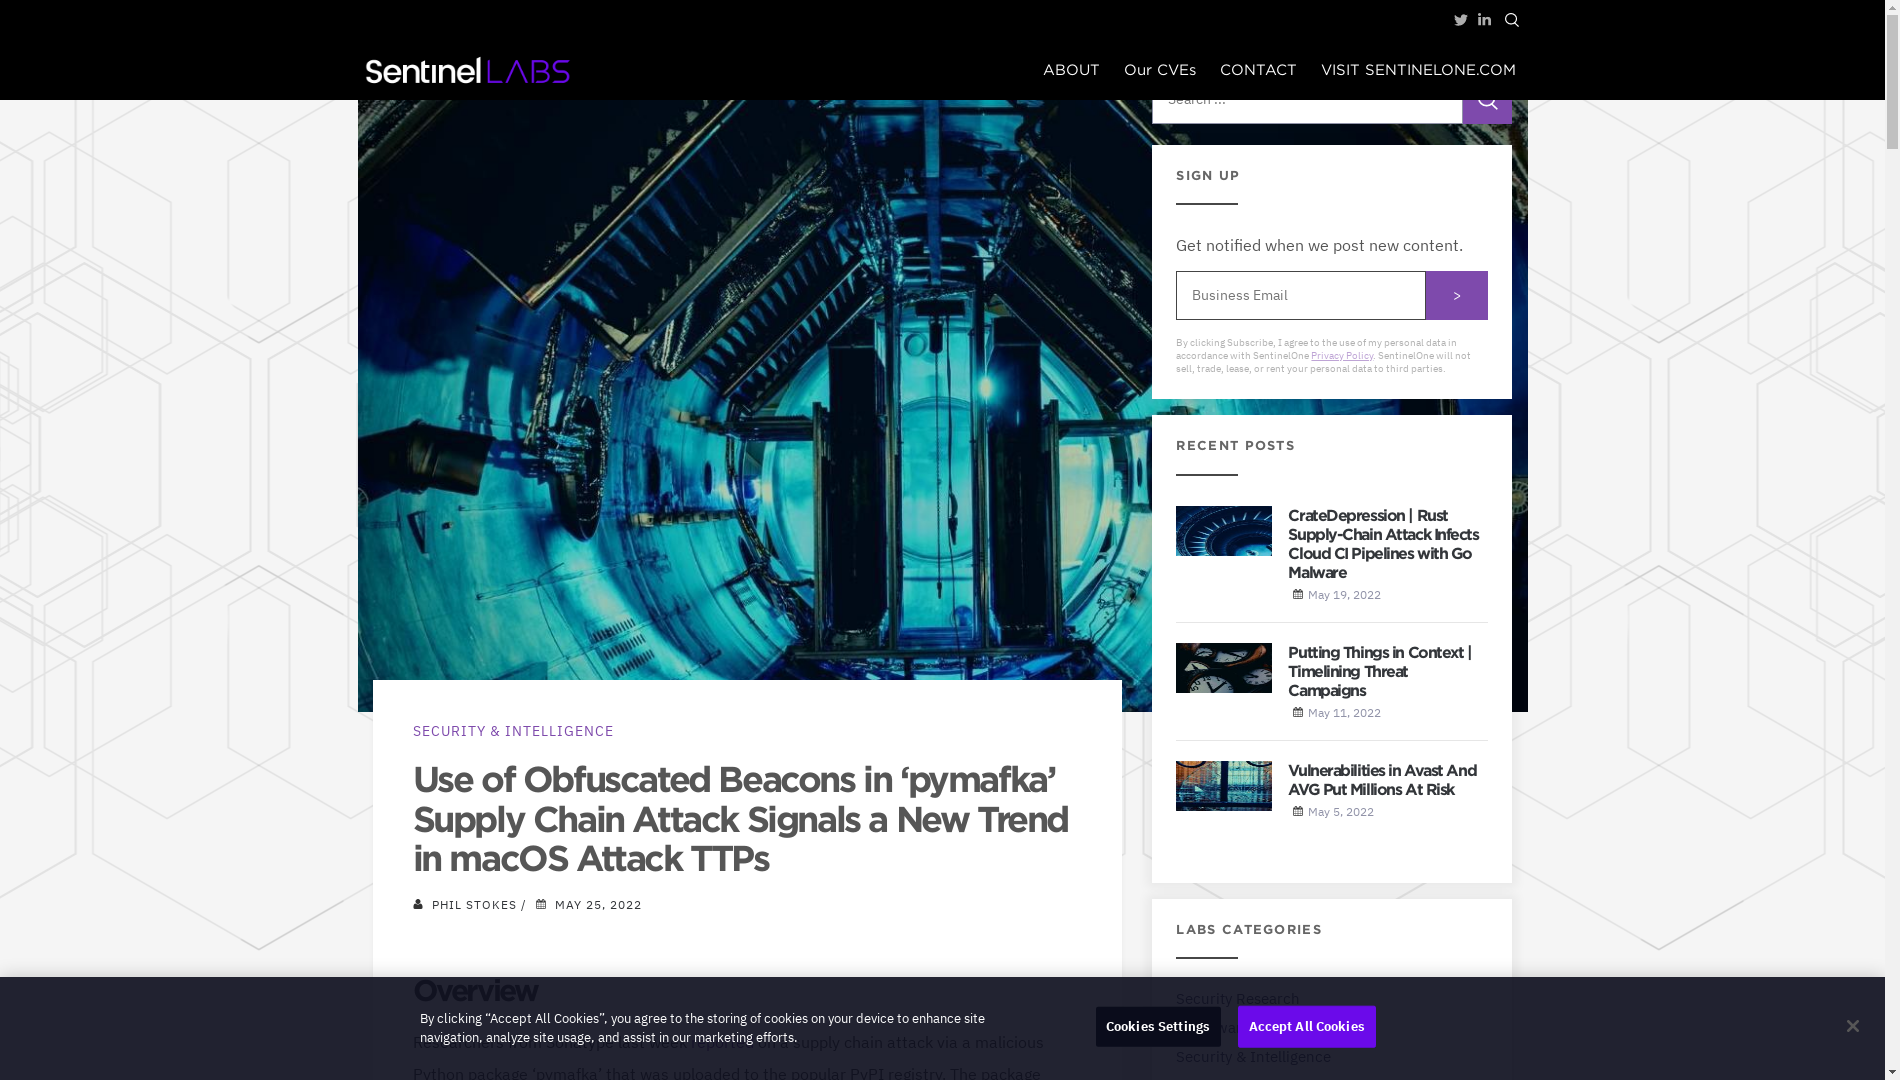 Sentinel LABS
ABOUT
Our CVEs
CONTACT
VISIT SENTINELONE.COM
Search ...
SIGN UP
Get notified when we post new content.
Business Email
>
By clicking Subscribe, I agree to the use of my personal data in
accordance with SentinelOne Privacy Policy. SentinelOne will not
sell, trade, lease, or rent your personal data to third parties.
RECENT POSTS
CrateDepression | Rust
Supply-Chain Attack Infects
Cloud CI Pipelines with Go
Malware
May 19, 2022
Putting Things in Context |
Timelining Threat
Campaigns
May 11, 2022
Vulnerabilities in Avast And
AVG Put Millions At Risk
May 5, 2022
LABS CATEGORIES
Security Research
Security & Intelligence
SECURITY & INTELLIGENCE
Use of Obfuscated Beacons in ‘pymafka’
Supply Chain Attack Signals a New Trend
in macOS Attack TTPs
PHIL STOKES / MAY 25, 2022
Overview
supply chain attack via a malicious
Python package ‘pymafka’ that was uploaded to the popular PyPI registry. The package
By clicking “Accept All Cookies”, you agree to the storing of cookies on your device to enhance site
navigation, analyze site usage, and assist in our marketing efforts.
Cookies Settings
Accept All Cookies